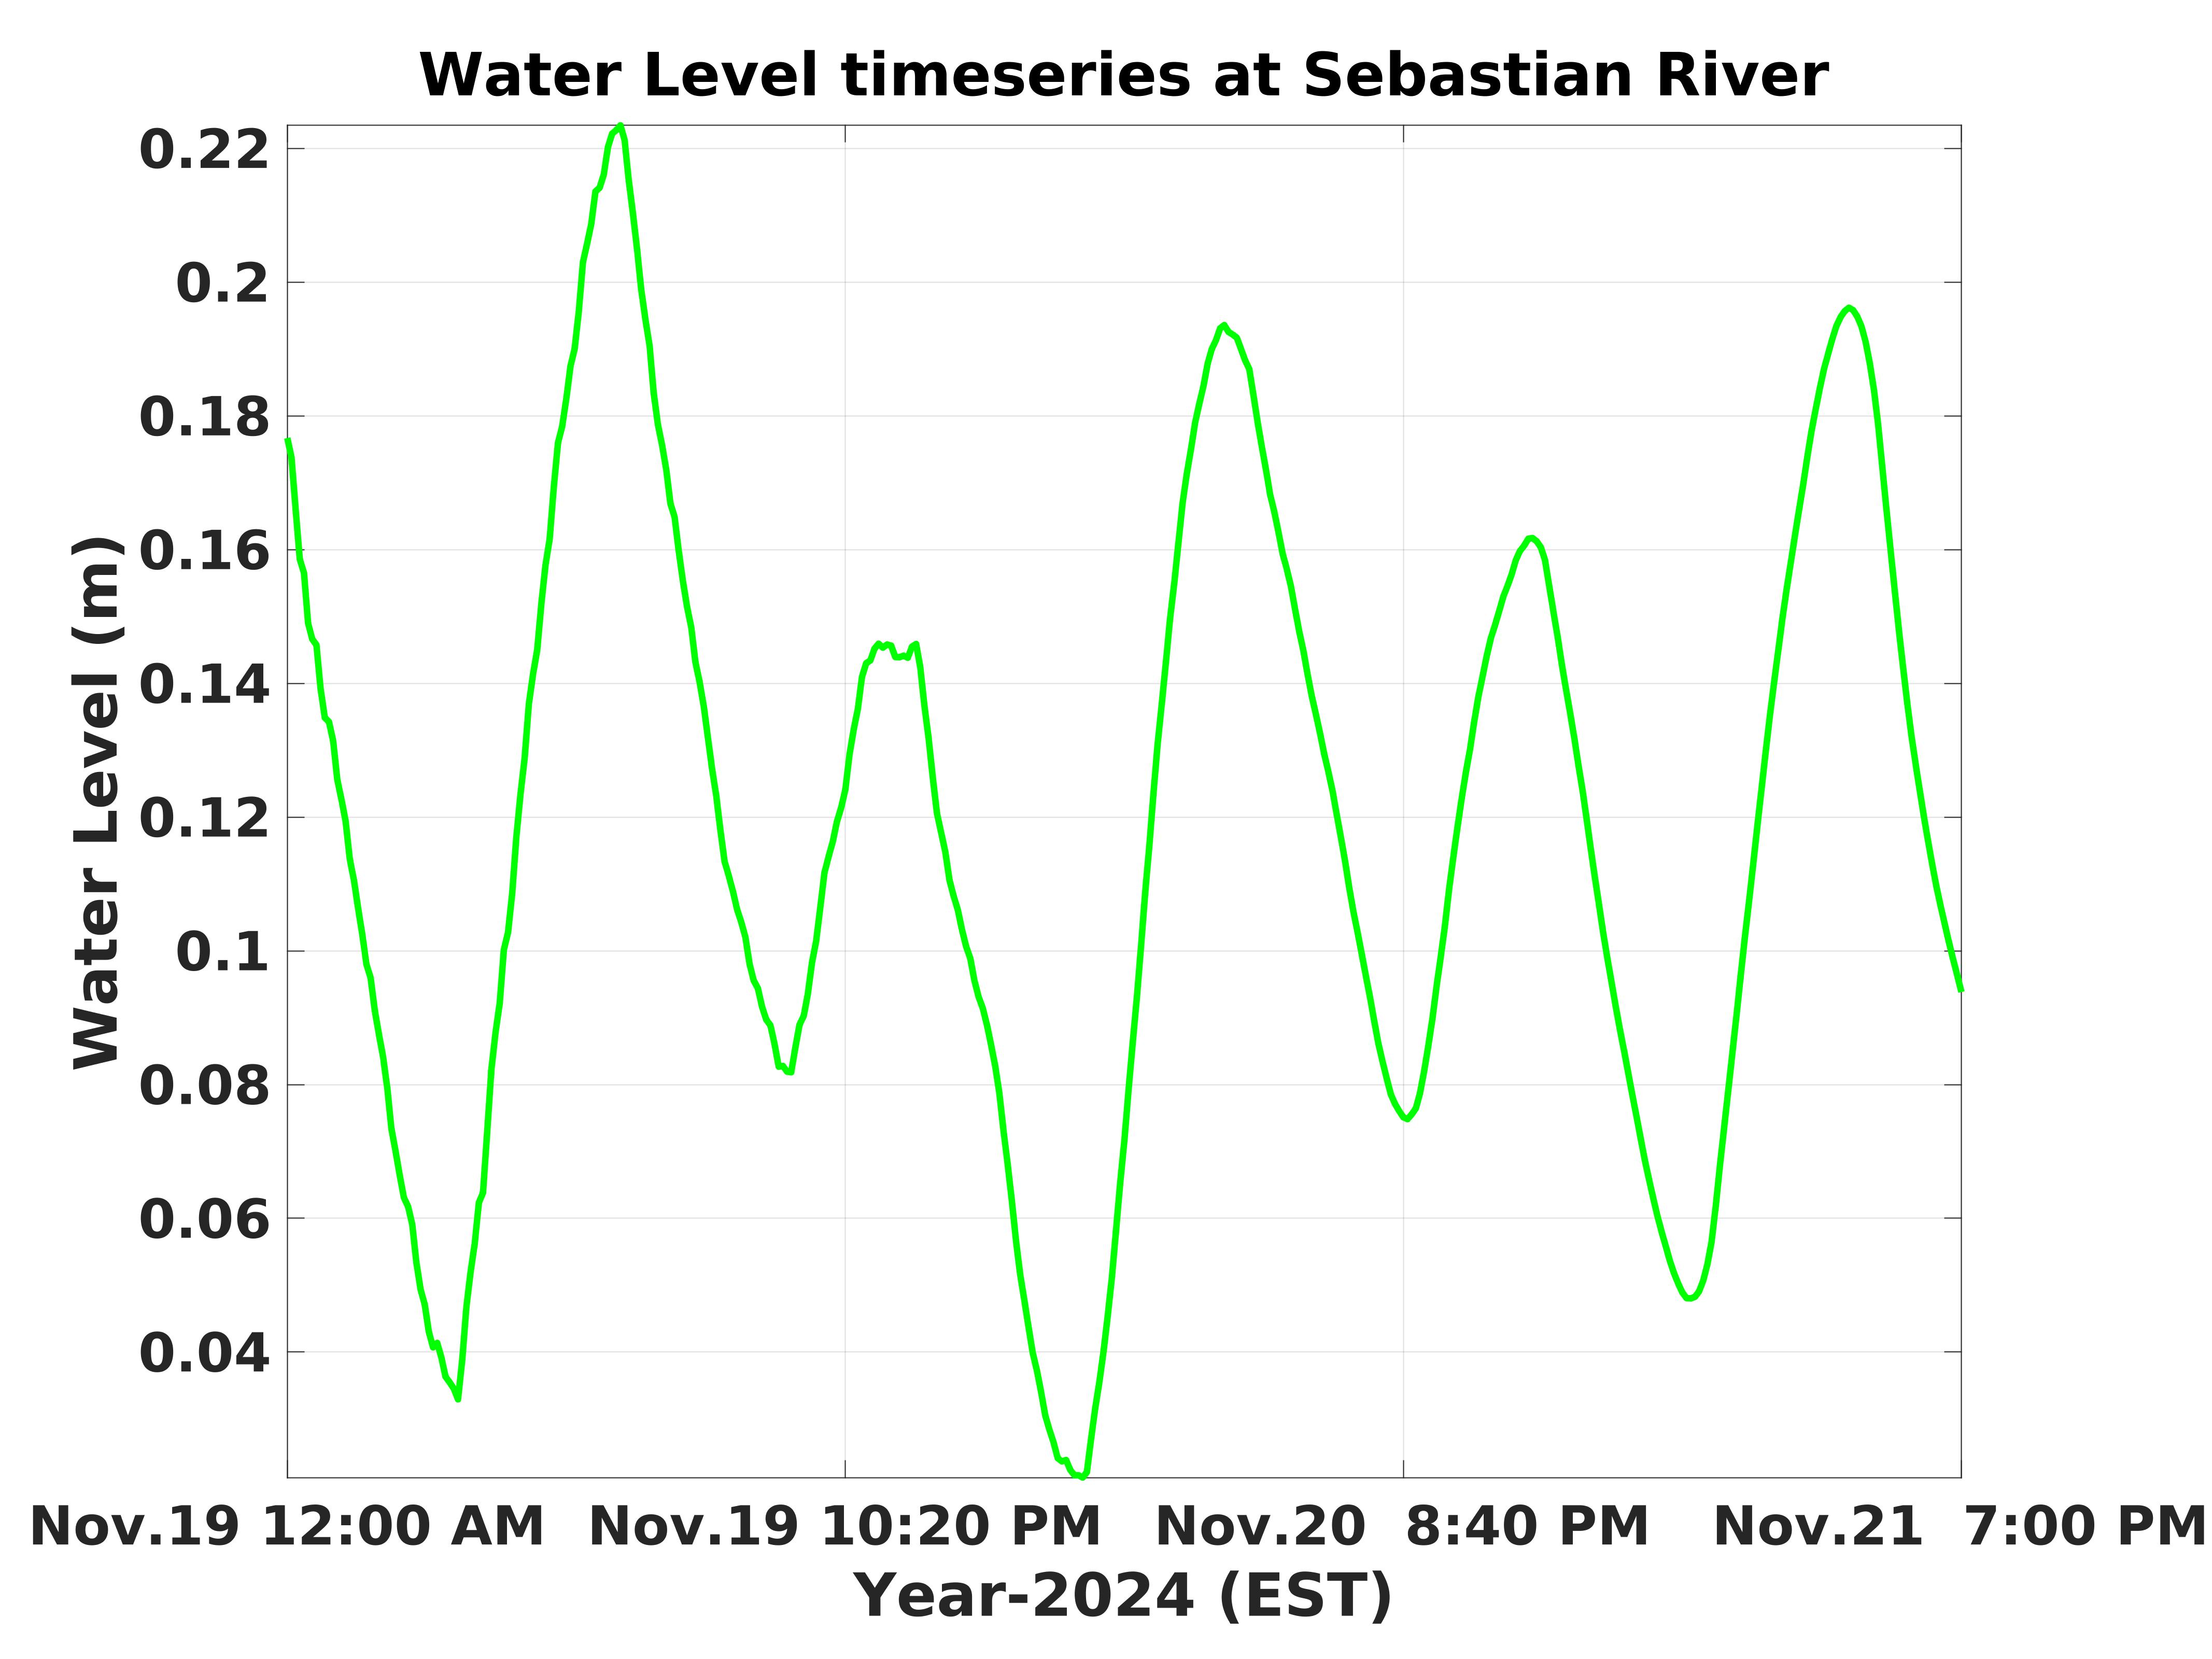 Water Level timeseries at Sebastian River
0.22
0.2
0.18
0.16
0.14
0.12
0.1
0.08
0.06
0.04
Water Level (m)
Nov.19 12:00 AM Nov.19 10:20 PM Nov.20 8:40 PM Nov.21 7:00 PM
Year-2024 (EST)